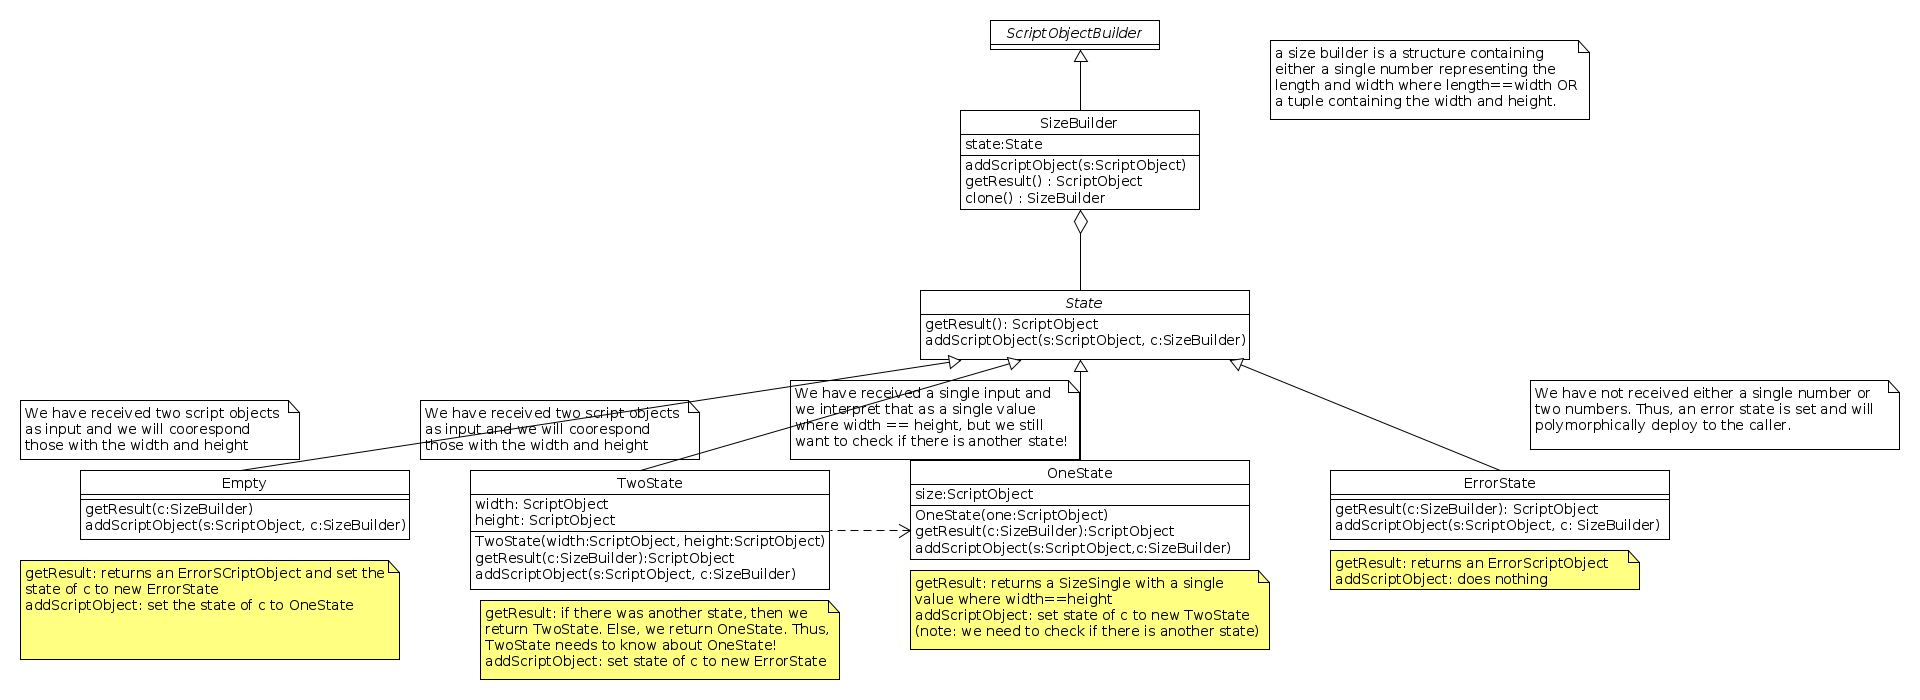 ScriptObjectBuilder
a size builder is a structure containing
either a single number representing the
length and width where length==width OR
a tuple containing the width and height.
SizeBuilder
state:State
addScriptObject(s:ScriptObject)
getResult() : ScriptObject
clone() : SizeBuilder
State
getResult(): ScriptObject
addScriptObject(s:ScriptObject, c:SizeBuilder)
We have received two script objects
as input and we will coorespond
those with the width and height
We have received two script objects
as input and we will coorespond
those with the width and height
We have received a single input and
we interpret that as a single value
where width == height, but we still
want to check if there is another state!
We have not received either a single number or
two numbers. Thus, an error state is set and will
polymorphically deploy to the caller.
Empty
getResult(c:SizeBuilder)
addScriptObject(s:ScriptObject, c:SizeBuilder)
getResult: returns an ErrorSCriptObject and set the
state of c to new ErrorState
addScriptObject: set the state of c to OneState
TwoState
width: ScriptObject
height: ScriptObject
TwoState(width:ScriptObject, height:ScriptObject)
getResult(c:SizeBuilder):ScriptObject
addScriptObject(s:ScriptObject, c:SizeBuilder)
getResult: if there was another state, then we
return TwoState. Else, we return OneState. Thus,
TwoState needs to know about OneState!
addScriptObject: set state of c to new ErrorState
OneState
size:ScriptObject
OneState(one:ScriptObject)
getResult(c:SizeBuilder):ScriptObject
addScriptObject(s:ScriptObject,c:SizeBuilder)
getResult: returns a SizeSingle with a single
value where width==height
addScriptObject: set state of c to new TwoState
(note: we need to check if there is another state)
ErrorState
getResult(c:SizeBuilder): ScriptObject
addScriptObject(s:ScriptObject, c: SizeBuilder)
getResult: returns an ErrorScriptObject
addScriptObject: does nothing